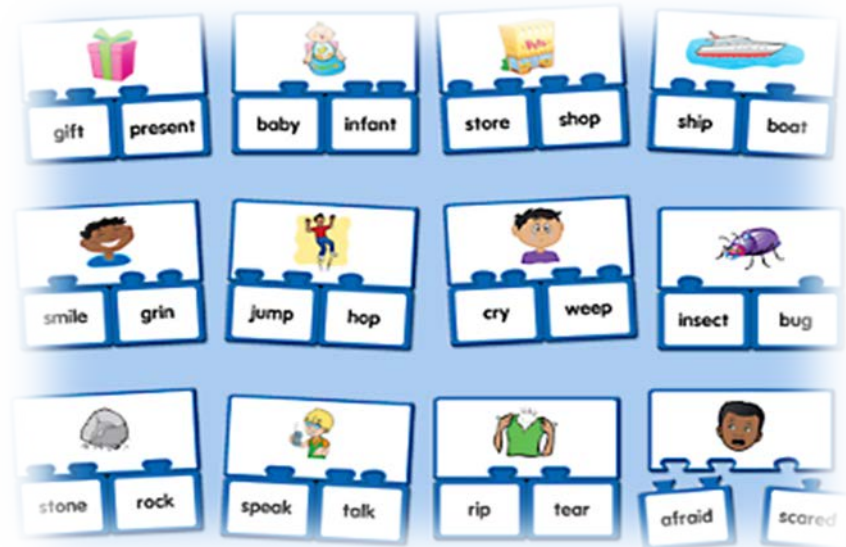 gift present
baby infant
store shop
ship boat
smile grin
jump hop
cry weep
insect bug
stone rock
speak talk
rip tear
afraid scared
Pets